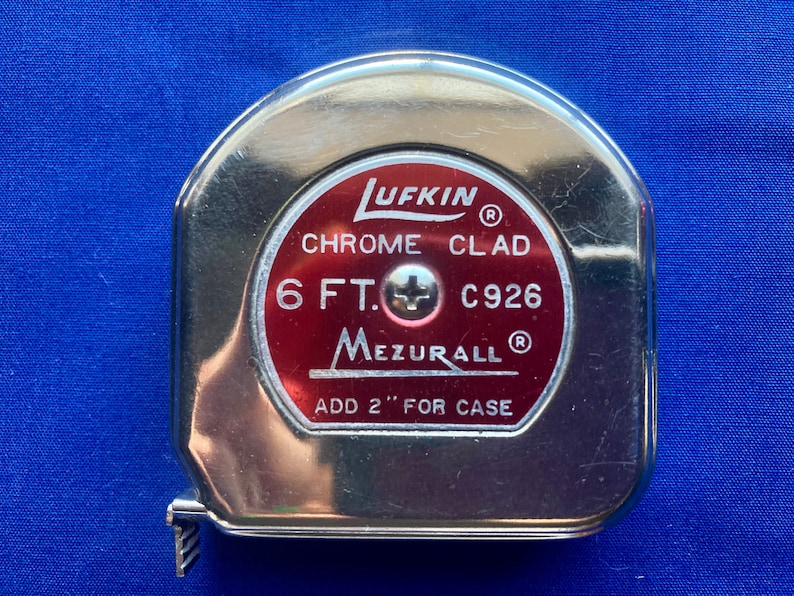 LUFKIN ®
CHROME CLAD
6 FT. C926
MEZURALL ®
ADD 2" FOR CASE